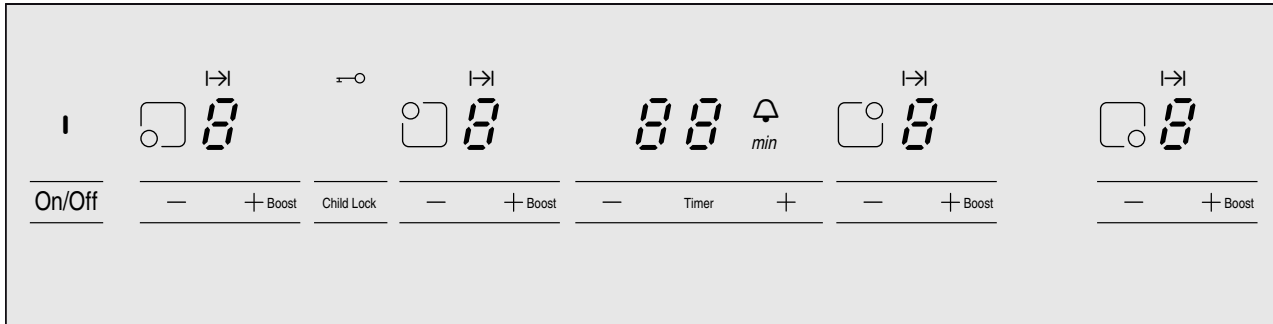 8 8 88 8 8
min
On/Off − + Boost Child Lock − + Boost − Timer + − + Boost − + Boost